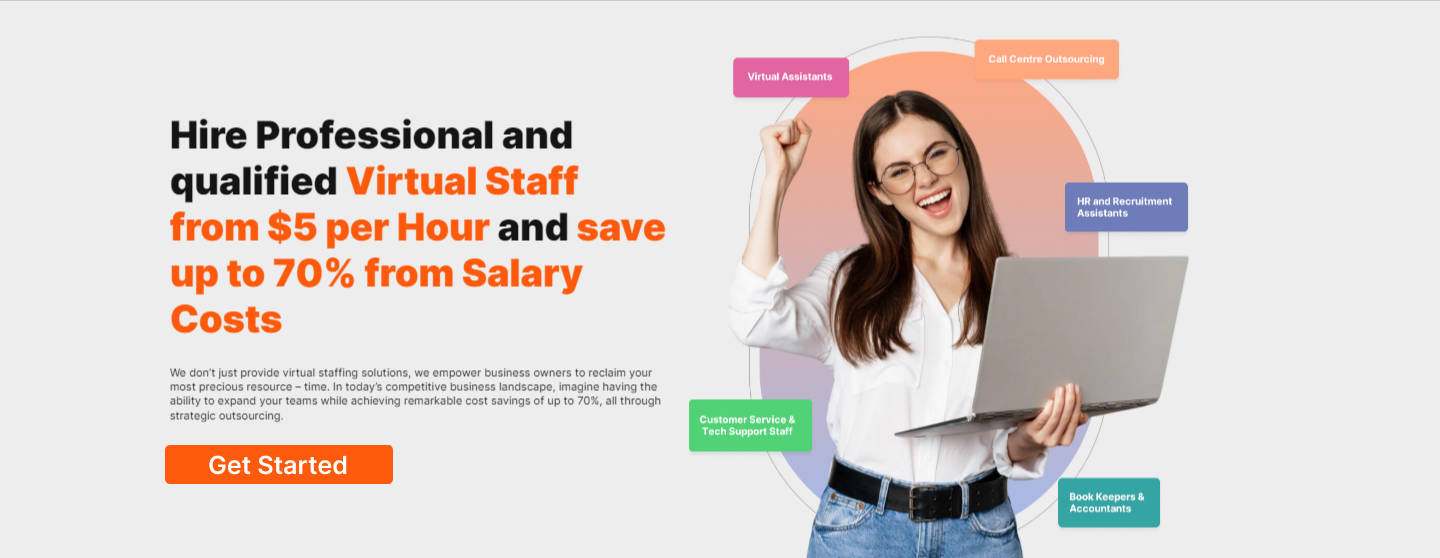 Hire Professional and
qualified Virtual Staff
from $5 per Hour and save
up to 70% from Salary
Costs
We don't just provide virtual staffing solutions, we empower business owners to reclaim your
most precious resource – time. In today's competitive business landscape, imagine having the
ability to expand your teams while achieving remarkable cost savings of up to 70%, all through
strategic outsourcing.
Get Started
Virtual Assistants
Call Centre Outsourcing
HR and Recruitment
Assistants
Customer Service &
Tech Support Staff
Book Keepers &
Accountants